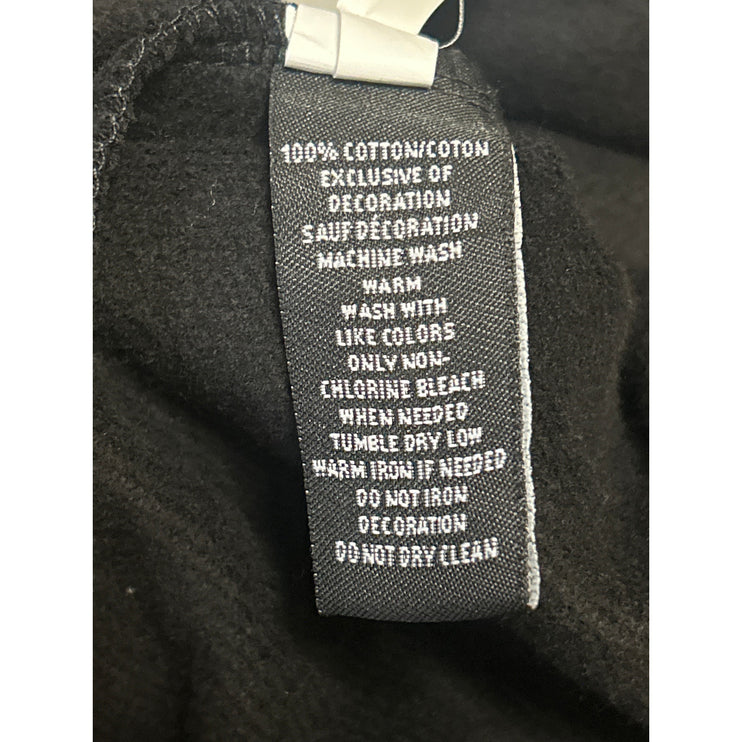 100% COTTON/COTON
EXCLUSIVE OF
DECORATION
SAUF DÉCORATION
MACHINE WASH
WARM
WASH WITH
LIKE COLORS
ONLY NON-
CHLORINE BLEACH
WHEN NEEDED
TUMBLE DRY LOW
WARM IRON IF NEEDED
DO NOT IRON
DECORATION
DO NOT DRY CLEAN